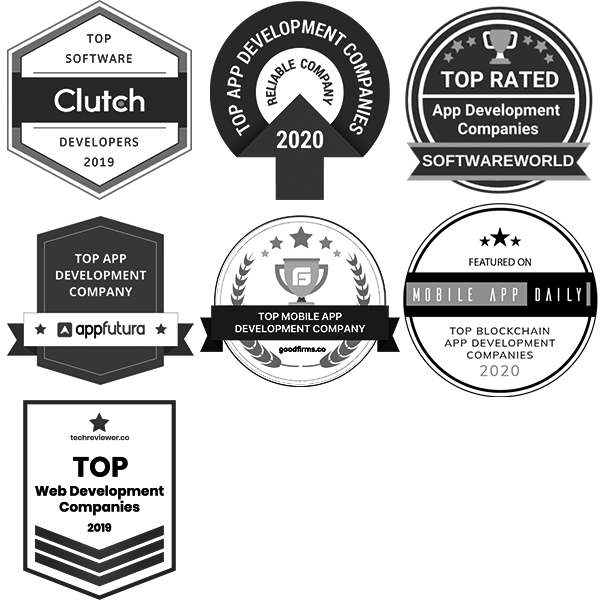 TOP
SOFTWARE
Clutch
DEVELOPERS
2019
TOP APP DEVELOPMENT COMPANIES
RELIABLE COMPANY
2020
TOP RATED
App Development
Companies
SOFTWAREWORLD
TOP APP
DEVELOPMENT
COMPANY
appfutura
TOP MOBILE APP
DEVELOPMENT COMPANY
goodfirms.co
FEATURED ON
MOBILE APP DAILY
TOP BLOCKCHAIN
APP DEVELOPMENT
COMPANIES
2020
techreviewer.co
TOP
Web Development
Companies
2019